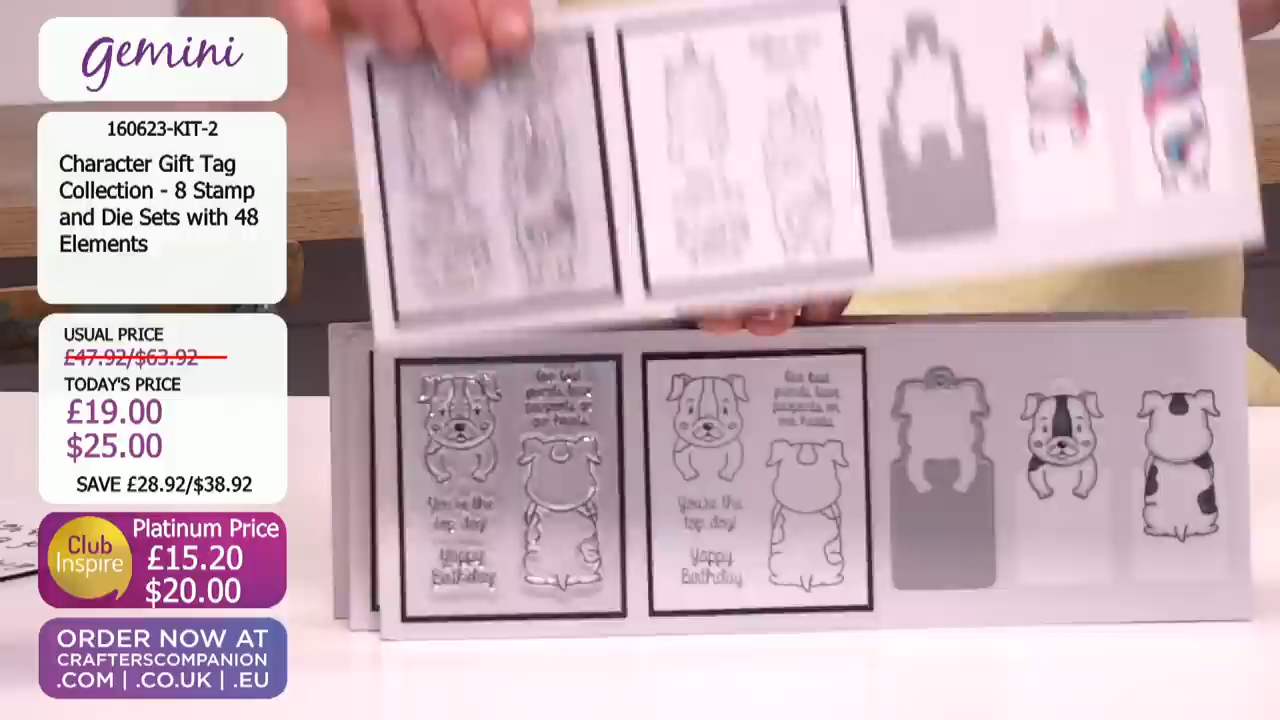 gemini
160623-KIT-2
Character Gift Tag
Collection - 8 Stamp
and Die Sets with 48
Elements
USUAL PRICE
£47.92/$63.92
TODAY'S PRICE
£19.00
$25.00
SAVE £28.92/$38.92
Club
Inspire
Platinum Price
£15.20
$20.00
ORDER NOW AT
CRAFTERSCOMPANION
.COM | .CO.UK | .EU
You're the
top dog!
Yappy
Birthday
You're the
top dog!
Yappy
Birthday